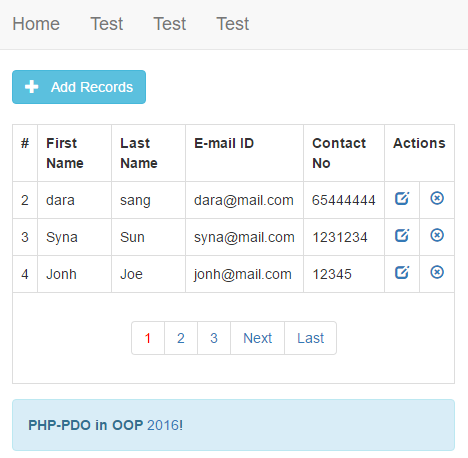 Home Test Test Test
Add Records
# First Name Last Name E-mail ID Contact No Actions
2 dara sang dara@mail.com 65444444
3 Syna Sun syna@mail.com 1231234
4 Jonh Joe jonh@mail.com 12345
1 2 3 Next Last
PHP-PDO in OOP 2016!